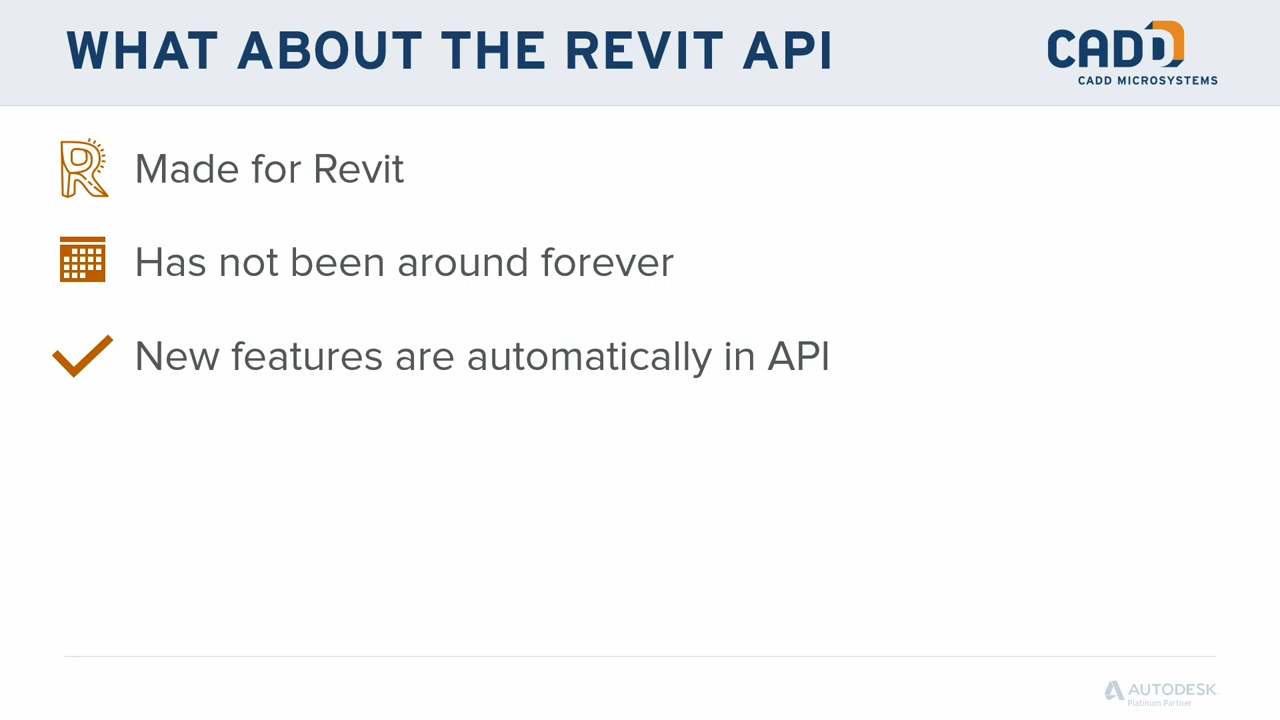 WHAT ABOUT THE REVIT API
CADD
CADD MICROSYSTEMS
Made for Revit
Has not been around forever
New features are automatically in API
AUTODESK
Platinum Partner